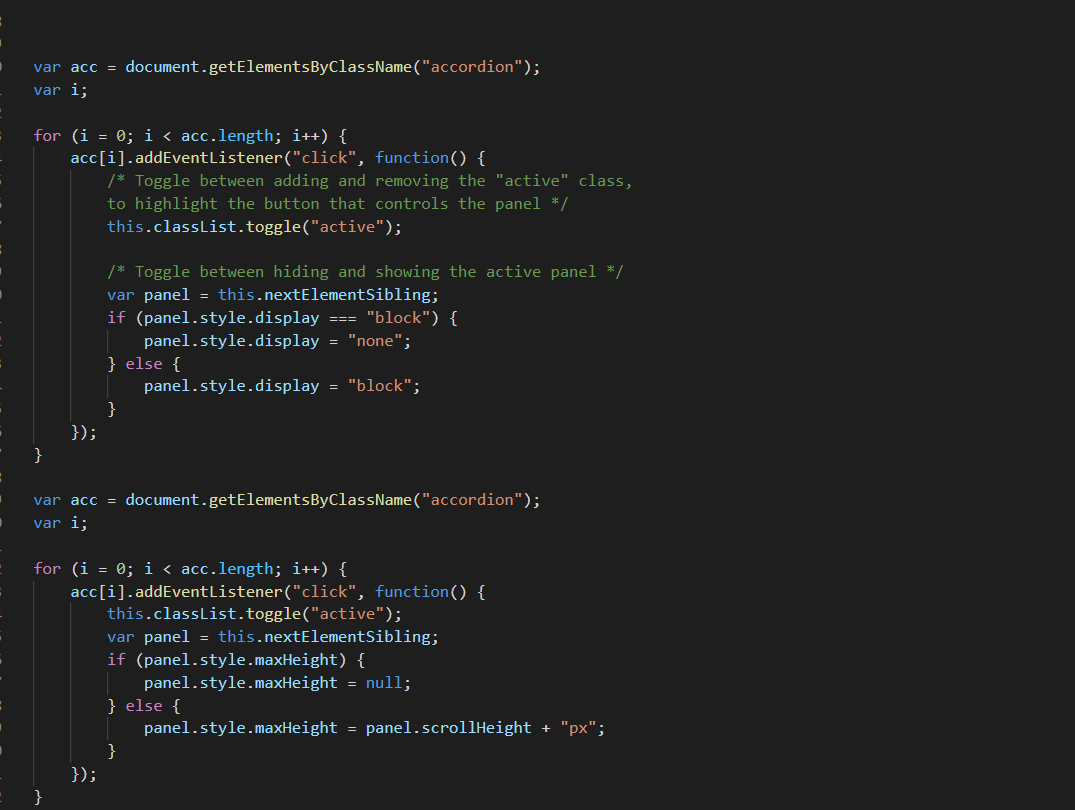 var acc = document.getElementsByClassName("accordion");
var i;
for (i = 0; i < acc.length; i++) {
acc[i].addEventListener("click", function() {
/* Toggle between adding and removing the "active" class,
to highlight the button that controls the panel */
this.classList.toggle("active");
/* Toggle between hiding and showing the active panel */
var panel = this.nextElementSibling;
if (panel.style.display === "block") {
panel.style.display = "none";
} else {
panel.style.display = "block";
}
});
}
var acc = document.getElementsByClassName("accordion");
var i;
for (i = 0; i < acc.length; i++) {
acc[i].addEventListener("click", function() {
this.classList.toggle("active");
var panel = this.nextElementSibling;
if (panel.style.maxHeight) {
panel.style.maxHeight = null;
} else {
panel.style.maxHeight = panel.scrollHeight + "px";
}
});
}